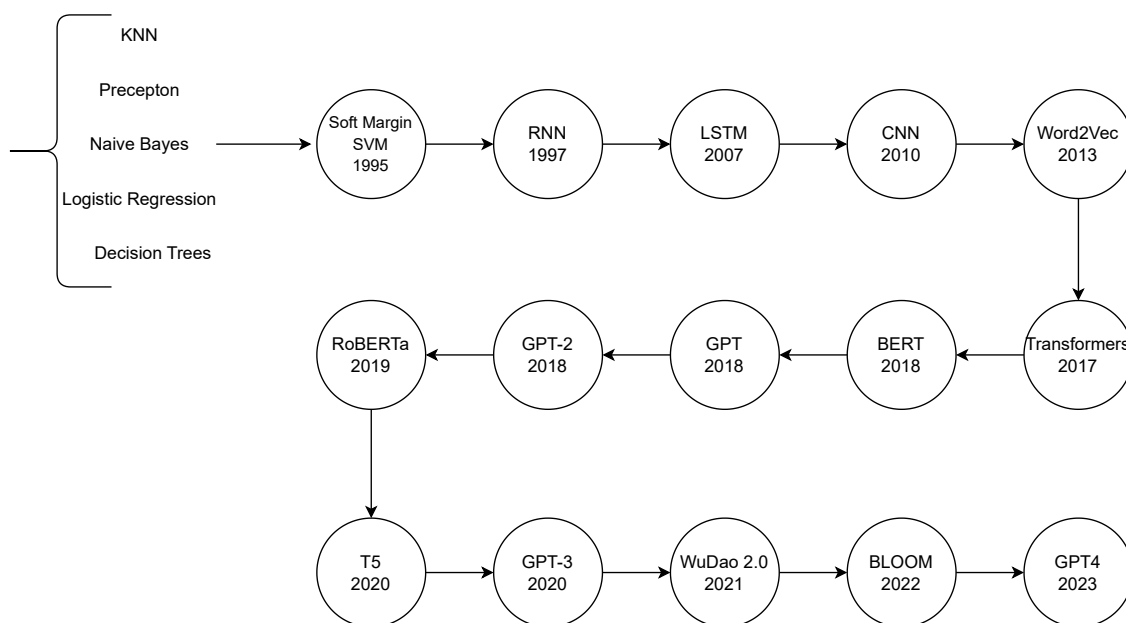 KNN
Precepton
Naive Bayes
Logistic Regression
Decision Trees
Soft Margin
SVM
1995
RNN
1997
LSTM
2007
CNN
2010
Word2Vec
2013
RoBERTa
2019
GPT-2
2018
GPT
2018
BERT
2018
Transformers
2017
T5
2020
GPT-3
2020
WuDao 2.0
2021
BLOOM
2022
GPT4
2023